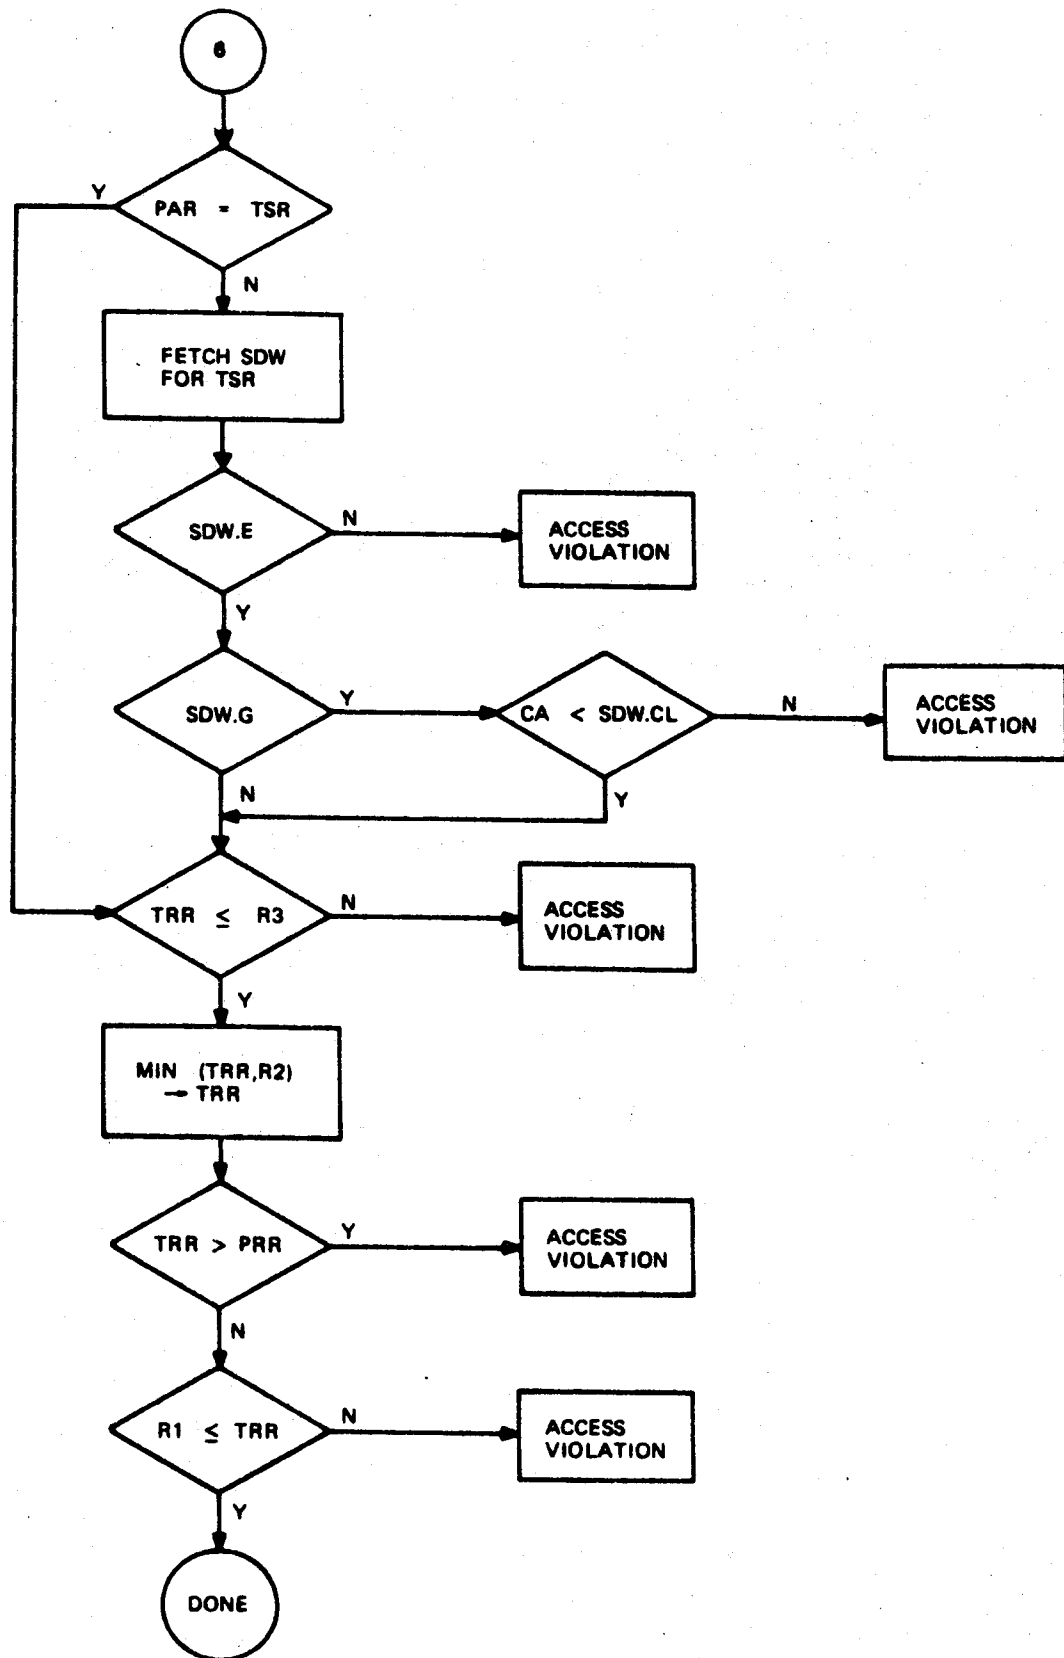 6
Y
PAR = TSR
N
FETCH SDW
FOR TSR
SDW.E
N
ACCESS
VIOLATION
Y
SDW.G
Y
CA < SDW.CL
N
ACCESS
VIOLATION
N
Y
TRR ≤ R3
N
ACCESS
VIOLATION
Y
MIN (TRR,R2)
→ TRR
TRR > PRR
Y
ACCESS
VIOLATION
N
R1 ≤ TRR
N
ACCESS
VIOLATION
Y
DONE